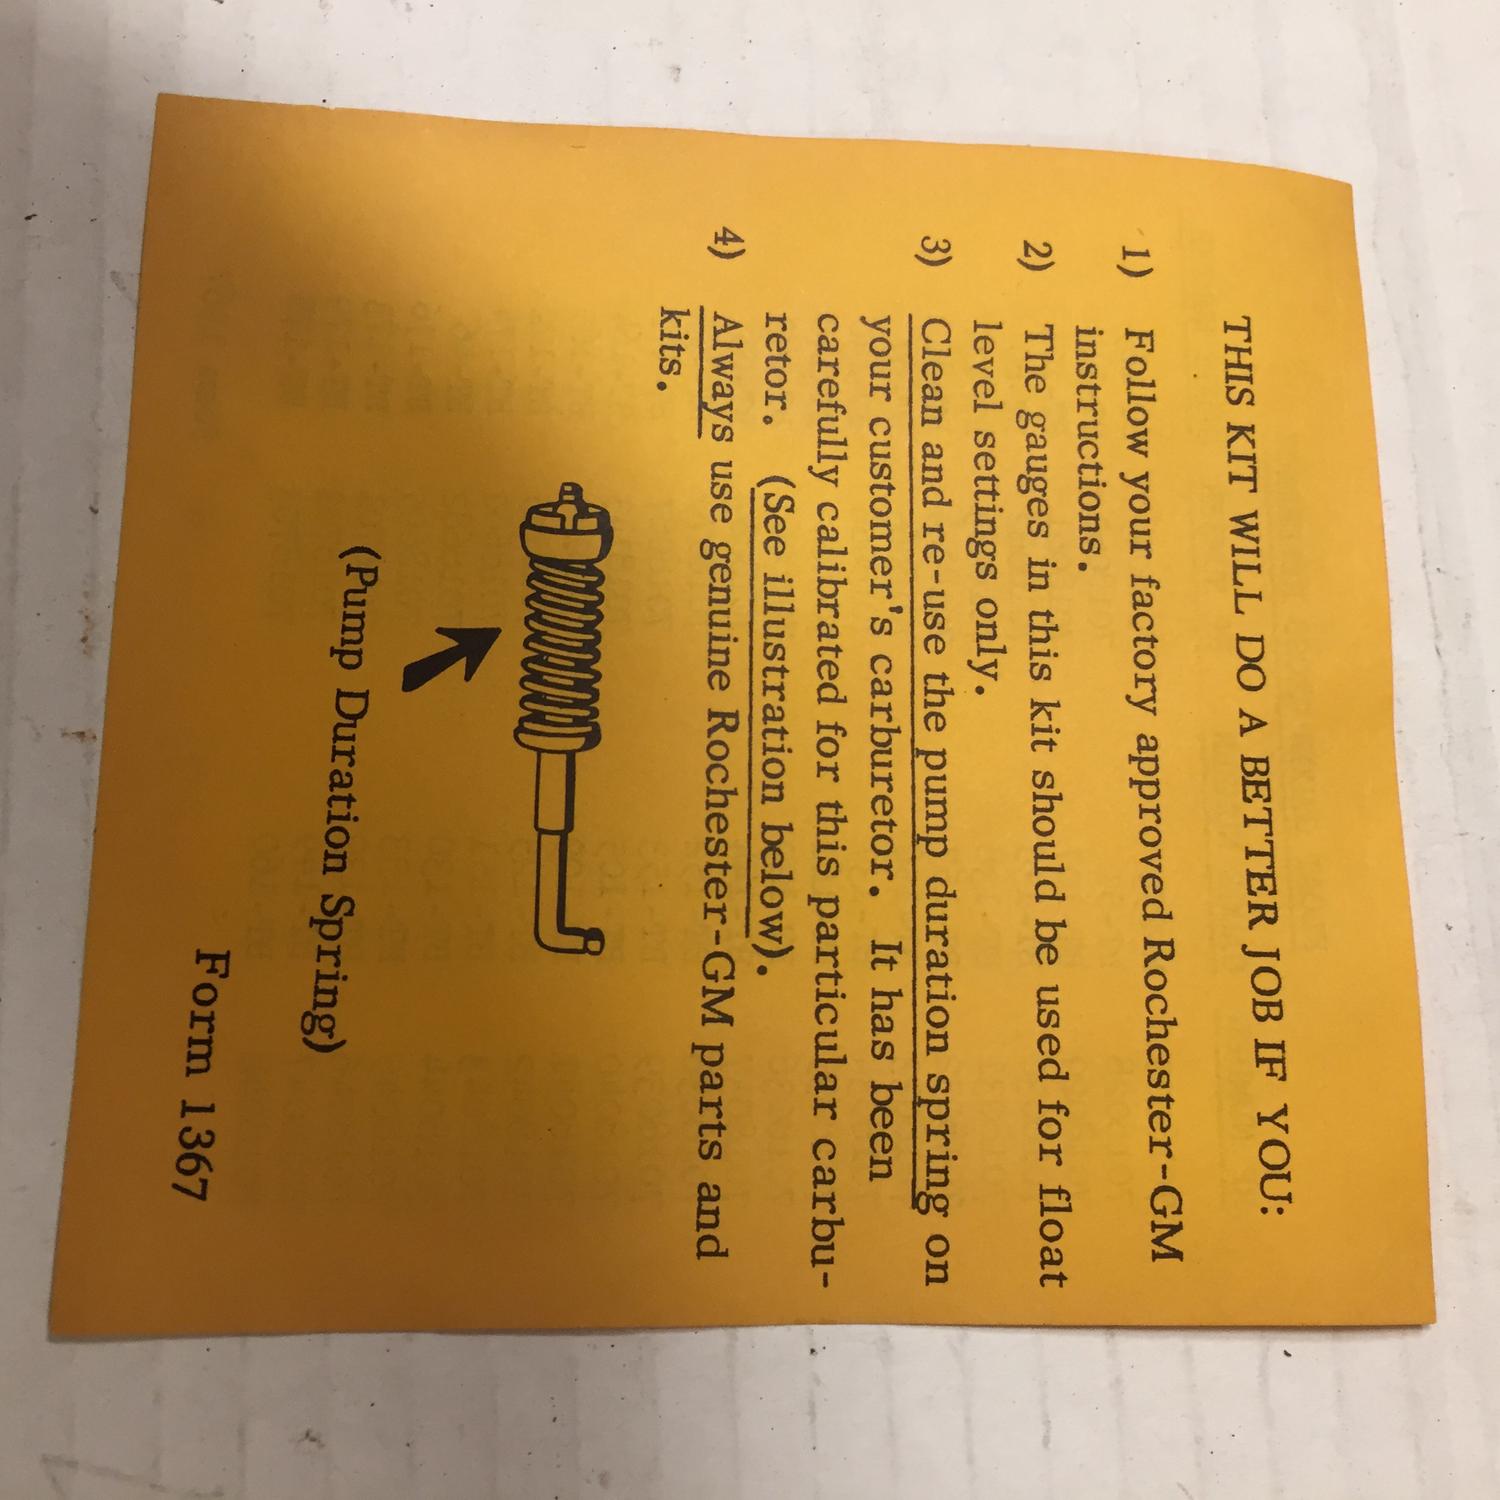 THIS KIT WILL DO A BETTER JOB IF YOU:
1) Follow your factory approved Rochester-GM
instructions.
2) The gauges in this kit should be used for float
level settings only.
3) Clean and re-use the pump duration spring on
your customer's carburetor. It has been
carefully calibrated for this particular carbu-
retor. (See illustration below).
4) Always use genuine Rochester-GM parts and
kits.
(Pump Duration Spring)
Form 1367